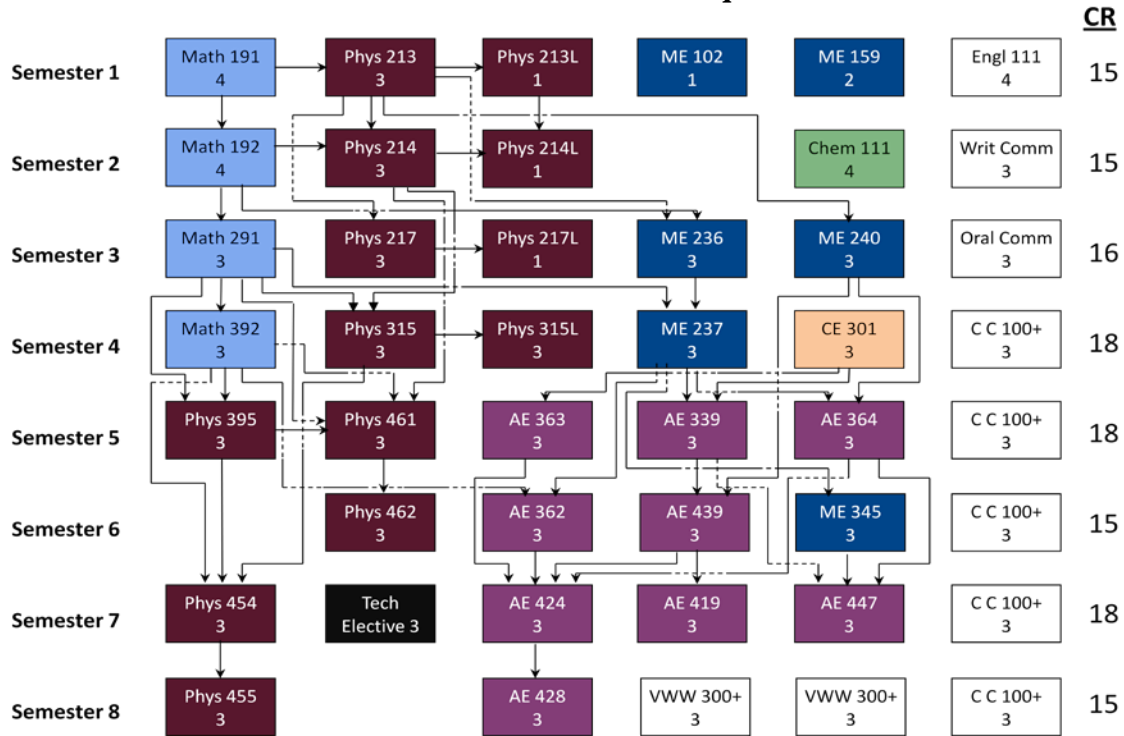 CR
Semester 1
Math 191
4
Phys 213
3
Phys 213L
1
ME 102
1
ME 159
2
Engl 111
4
15
Semester 2
Math 192
4
Phys 214
3
Phys 214L
1
Chem 111
4
Writ Comm
3
15
Semester 3
Math 291
3
Phys 217
3
Phys 217L
1
ME 236
3
ME 240
3
Oral Comm
3
16
Semester 4
Math 392
3
Phys 315
3
Phys 315L
3
ME 237
3
CE 301
3
C C 100+
3
18
Semester 5
Phys 395
3
Phys 461
3
AE 363
3
AE 339
3
AE 364
3
C C 100+
3
18
Semester 6
Phys 462
3
AE 362
3
AE 439
3
ME 345
3
C C 100+
3
15
Semester 7
Phys 454
3
Tech
Elective 3
AE 424
3
AE 419
3
AE 447
3
C C 100+
3
18
Semester 8
Phys 455
3
AE 428
3
VWW 300+
3
VWW 300+
3
C C 100+
3
15